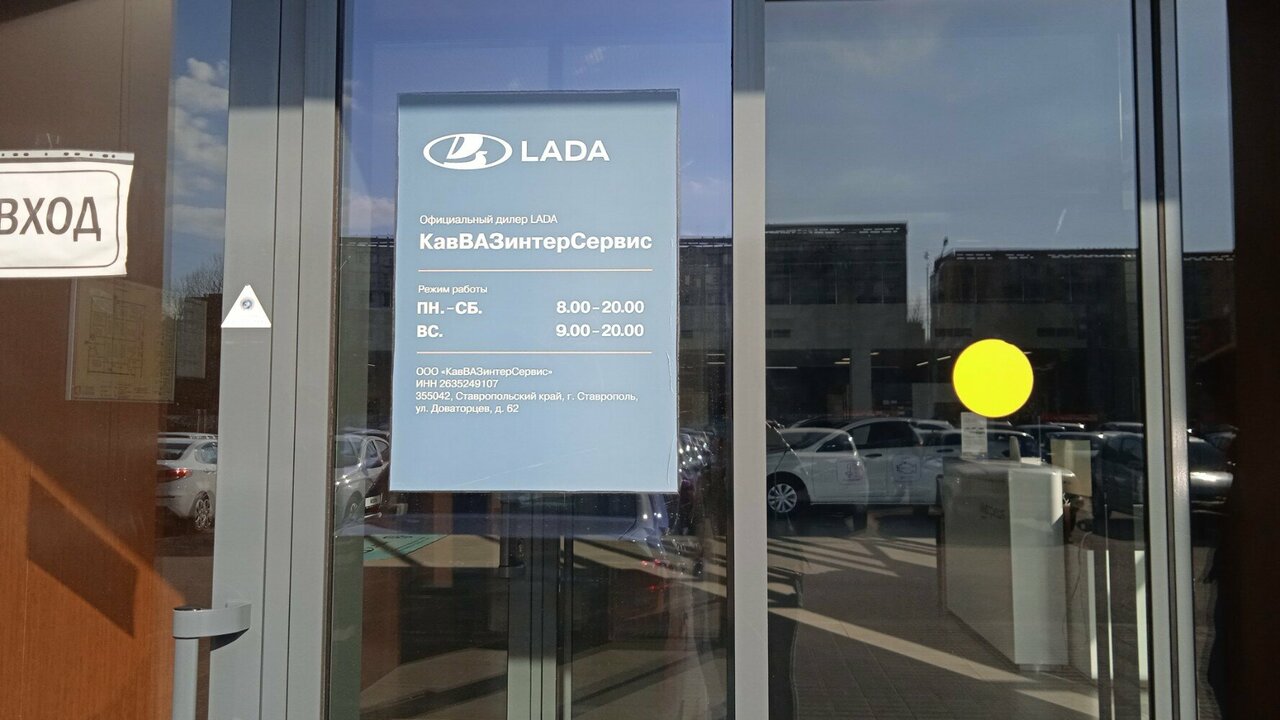 ВХОД
LADA
Официальный дилер LADA
КавВАЗинтерСервис
Режим работы
ПН.-СБ. 8.00-20.00
ВС. 9.00-20.00
ООО «КавВАЗинтерСервис»
ИНН 2635249107
355042, Ставропольский край, г. Ставрополь,
ул. Доваторцев, д. 62